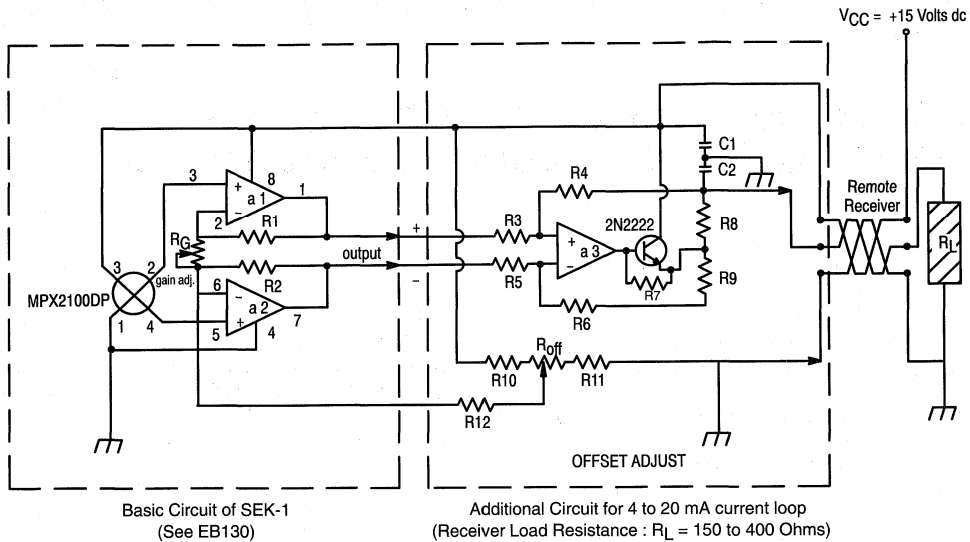 V_CC = +15 Volts dc
3
8
+
a 1
1
−
2
R1
R_G
gain adj.
R2
output
+
−
3
2
MPX2100DP
1
4
6
−
a 2
+
5
4
7
C1
C2
R4
R3
2N2222
R8
+
a 3
−
R5
R7
R9
R6
R_off
R10
R11
R12
OFFSET ADJUST
Remote
Receiver
R_L
Basic Circuit of SEK-1
(See EB130)
Additional Circuit for 4 to 20 mA current loop
(Receiver Load Resistance : R_L = 150 to 400 Ohms)